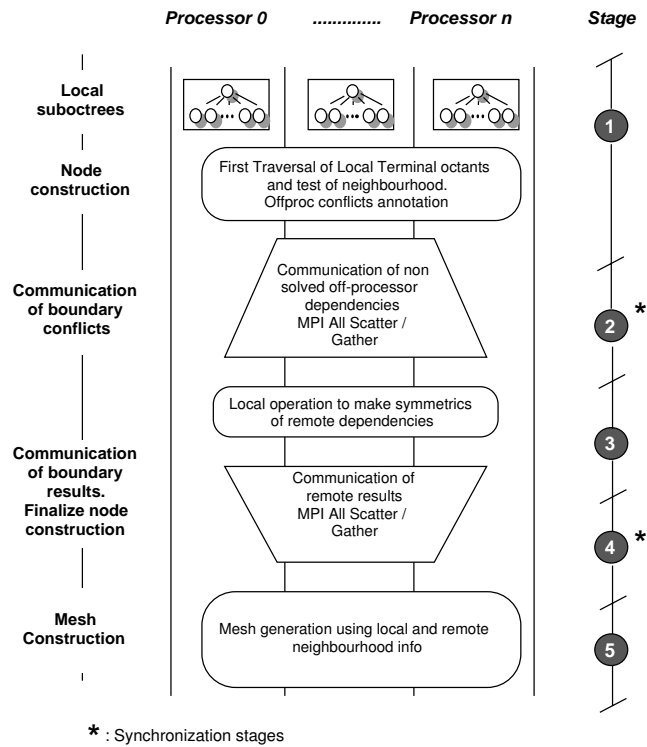 Processor 0 ............. Processor n Stage
Local
suboctrees
1
Node
construction
First Traversal of Local Terminal octants
and test of neighbourhood.
Offproc conflicts annotation
Communication
of boundary
conflicts
Communication of non
solved off-processor
dependencies
MPI All Scatter /
Gather
2 *
Local operation to make symmetrics
of remote dependencies
3
Communication
of boundary
results.
Finalize node
construction
Communication of
remote results
MPI All Scatter /
Gather
4 *
Mesh
Construction
Mesh generation using local and remote
neighbourhood info
5
* : Synchronization stages